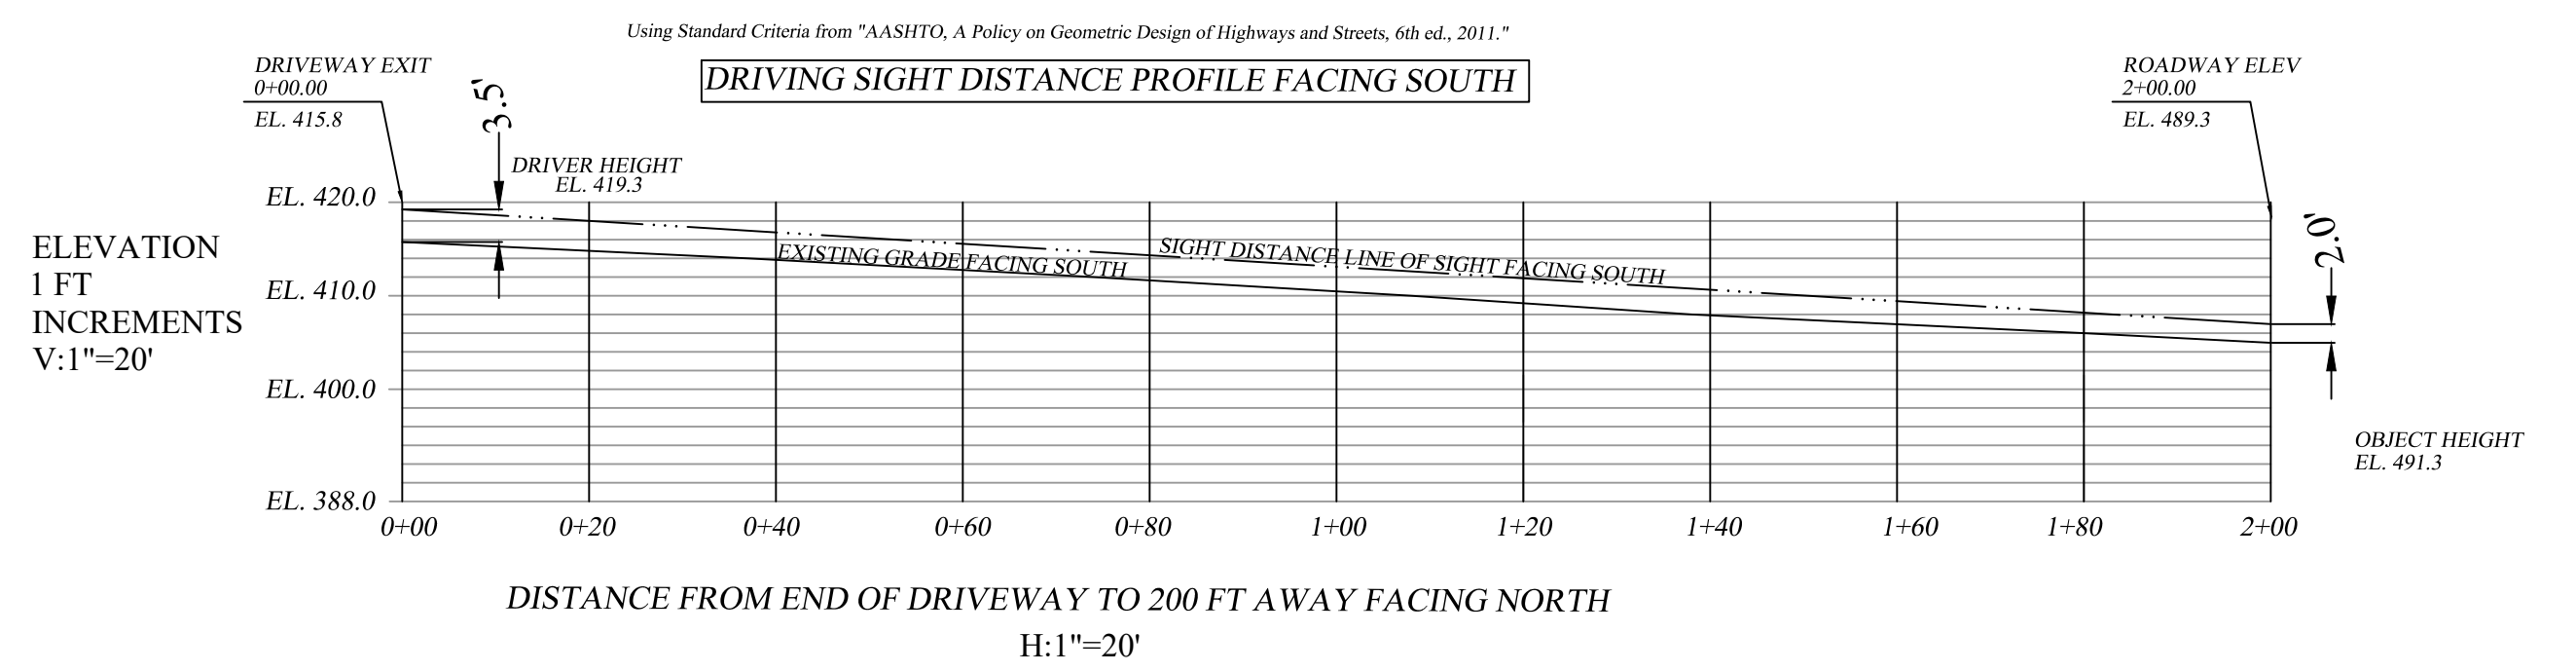 Using Standard Criteria from "AASHTO, A Policy on Geometric Design of Highways and Streets, 6th ed., 2011."
DRIVING SIGHT DISTANCE PROFILE FACING SOUTH
DRIVEWAY EXIT
0+00.00
EL. 415.8
3.5'
DRIVER HEIGHT
EL. 419.3
ROADWAY ELEV
2+00.00
EL. 489.3
ELEVATION
1 FT
INCREMENTS
V:1"=20'
EL. 420.0
EL. 410.0
EL. 400.0
EL. 388.0
EXISTING GRADE FACING SOUTH
SIGHT DISTANCE LINE OF SIGHT FACING SOUTH
2.0'
OBJECT HEIGHT
EL. 491.3
0+00 0+20 0+40 0+60 0+80 1+00 1+20 1+40 1+60 1+80 2+00
DISTANCE FROM END OF DRIVEWAY TO 200 FT AWAY FACING NORTH
H:1"=20'